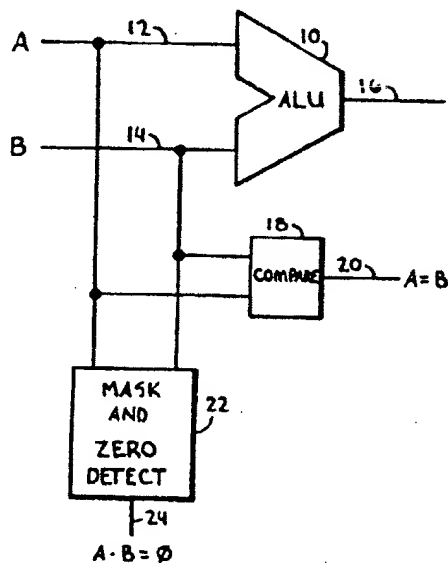 A
12
10
ALU
16
B
14
18
COMPARE
20
A=B
MASK
AND
ZERO
DETECT
22
24
A·B=Ø